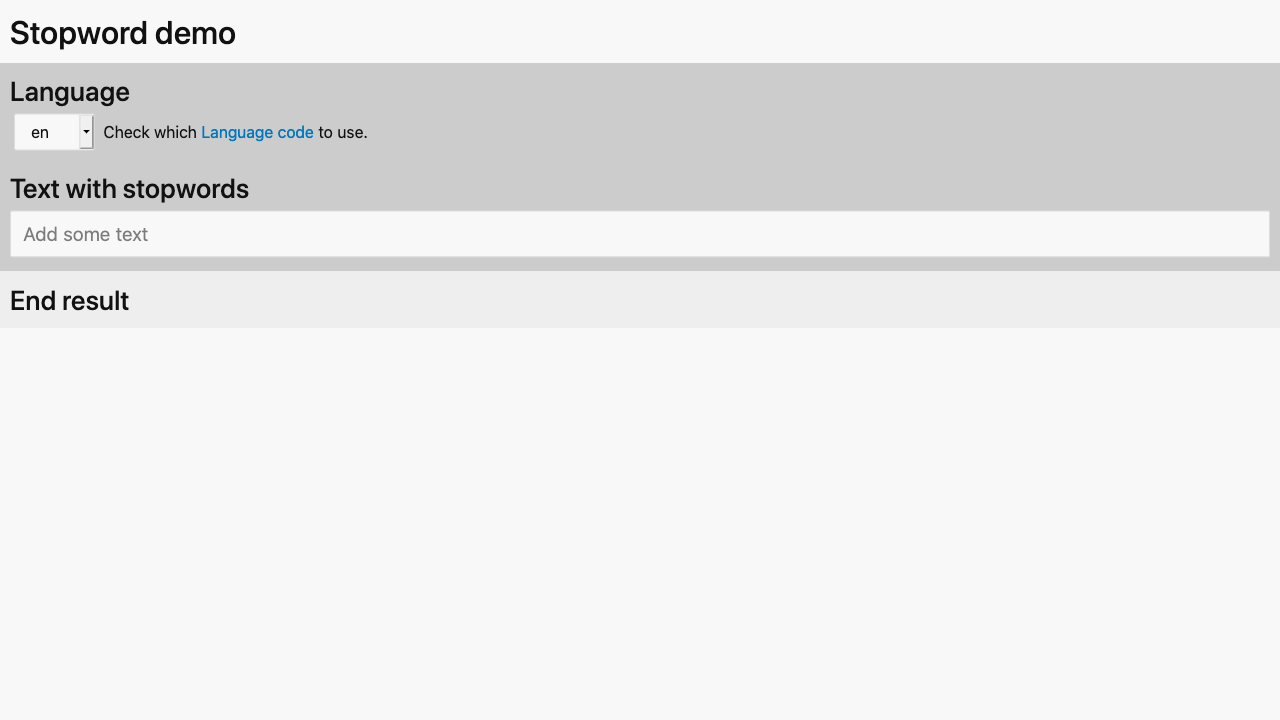 Stopword demo
Language
en Check which Language code to use.
Text with stopwords
Add some text
End result